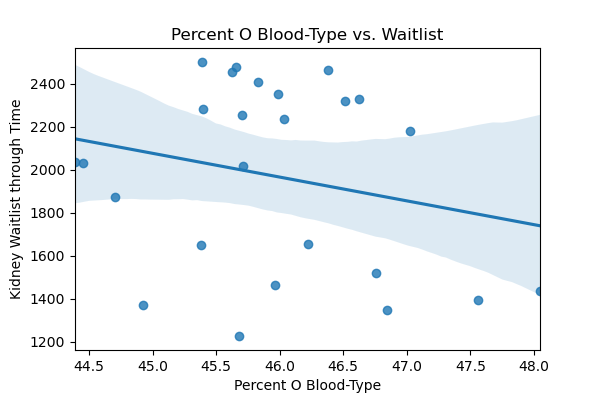 Percent O Blood-Type vs. Waitlist
Kidney Waitlist through Time
2400
2200
2000
1800
1600
1400
1200
44.5 45.0 45.5 46.0 46.5 47.0 47.5 48.0
Percent O Blood-Type